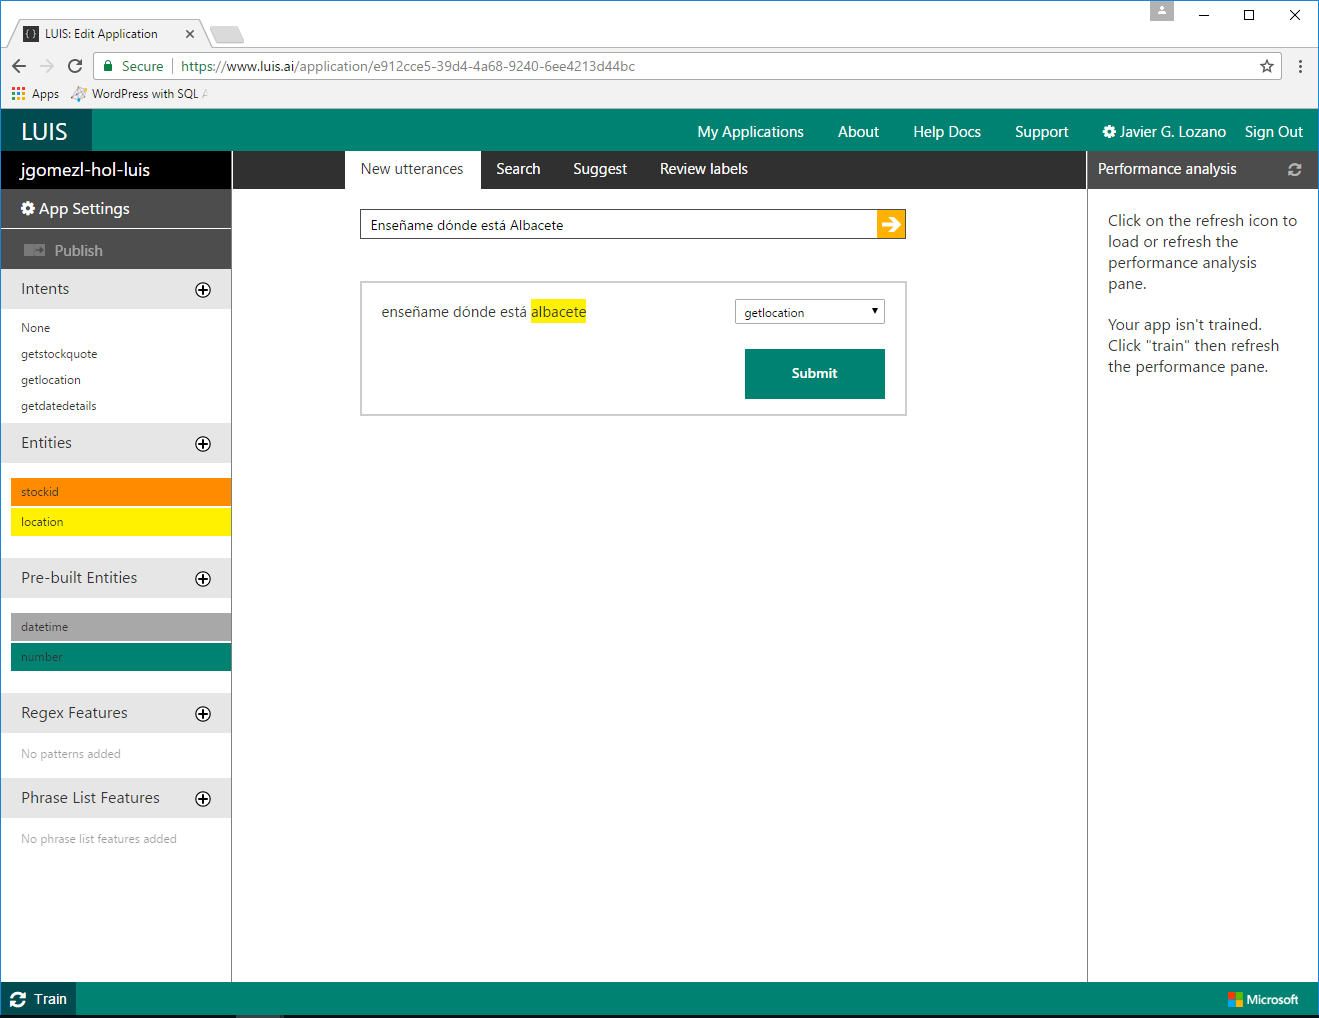 LUIS: Edit Application
Secure
https://www.luis.ai/application/e912cce5-39d4-4a68-9240-6ee4213d44bc
Apps
WordPress with SQL
LUIS
My Applications
About
Help Docs
Support
Javier G. Lozano
Sign Out
jgomezl-hol-luis
App Settings
Publish
Intents
None
getstockquote
getlocation
getdatedetails
Entities
stockid
location
Pre-built Entities
datetime
number
Regex Features
No patterns added
Phrase List Features
No phrase list features added
New utterances
Search
Suggest
Review labels
Enseñame dónde está Albacete
enseñame dónde está albacete
getlocation
Submit
Performance analysis
Click on the refresh icon to
load or refresh the
performance analysis
pane.
Your app isn't trained.
Click "train" then refresh
the performance pane.
Train
Microsoft